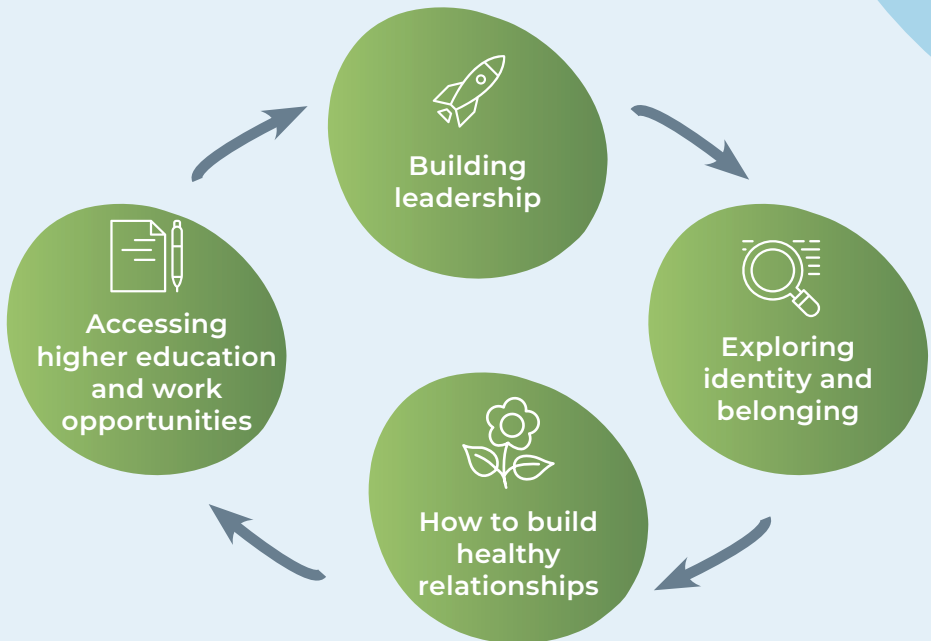 Building
leadership
Exploring
identity and
belonging
How to build
healthy
relationships
Accessing
higher education
and work
opportunities